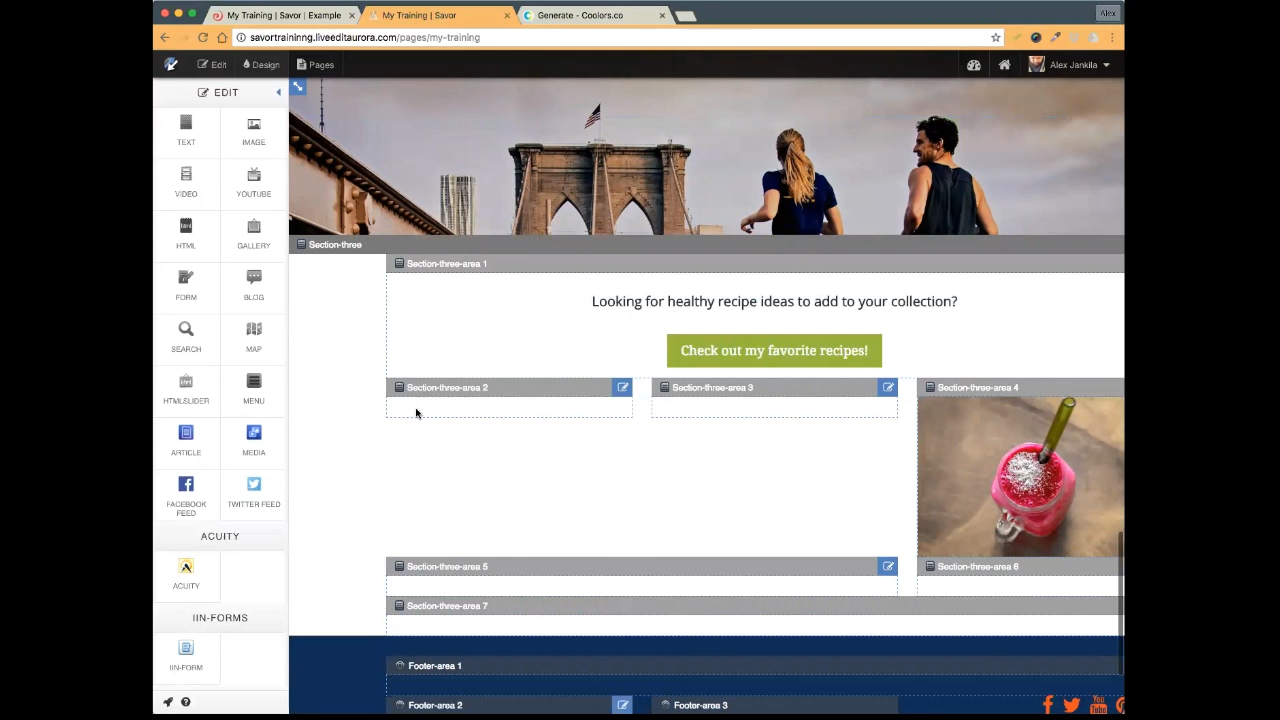 My Training | Savor | Example
My Training | Savor
Generate - Coolors.co
Alex
savortraininng.liveeditaurora.com/pages/my-training
Edit
Design
Pages
Alex Jankila
EDIT
TEXT
IMAGE
VIDEO
YOUTUBE
HTML
GALLERY
FORM
BLOG
SEARCH
MAP
HTMLSLIDER
MENU
ARTICLE
MEDIA
FACEBOOK
FEED
TWITTER FEED
ACUITY
ACUITY
IIN-FORMS
IIN-FORM
Section-three
Section-three-area 1
Looking for healthy recipe ideas to add to your collection?
Check out my favorite recipes!
Section-three-area 2
Section-three-area 3
Section-three-area 4
Section-three-area 5
Section-three-area 6
Section-three-area 7
Footer-area 1
Footer-area 2
Footer-area 3
You
Tube